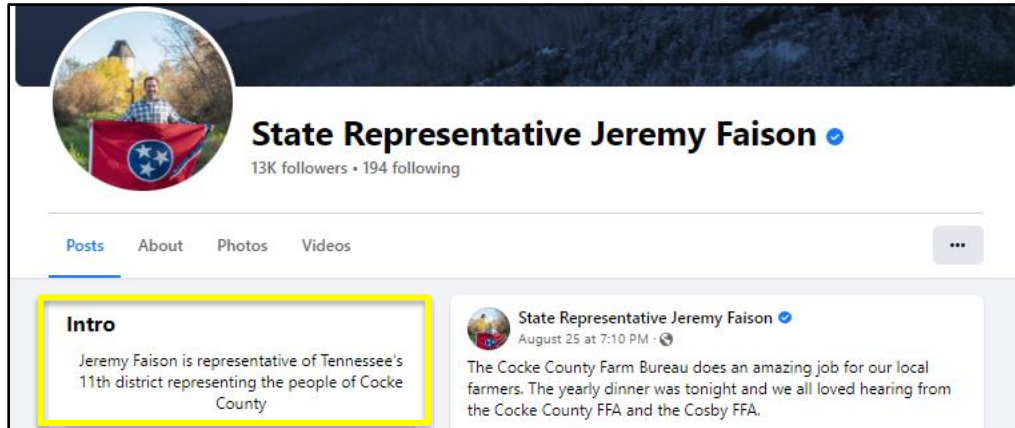 State Representative Jeremy Faison
13K followers • 194 following
Posts About Photos Videos
Intro
Jeremy Faison is representative of Tennessee's
11th district representing the people of Cocke
County
State Representative Jeremy Faison
August 25 at 7:10 PM ·
The Cocke County Farm Bureau does an amazing job for our local
farmers. The yearly dinner was tonight and we all loved hearing from
the Cocke County FFA and the Cosby FFA.